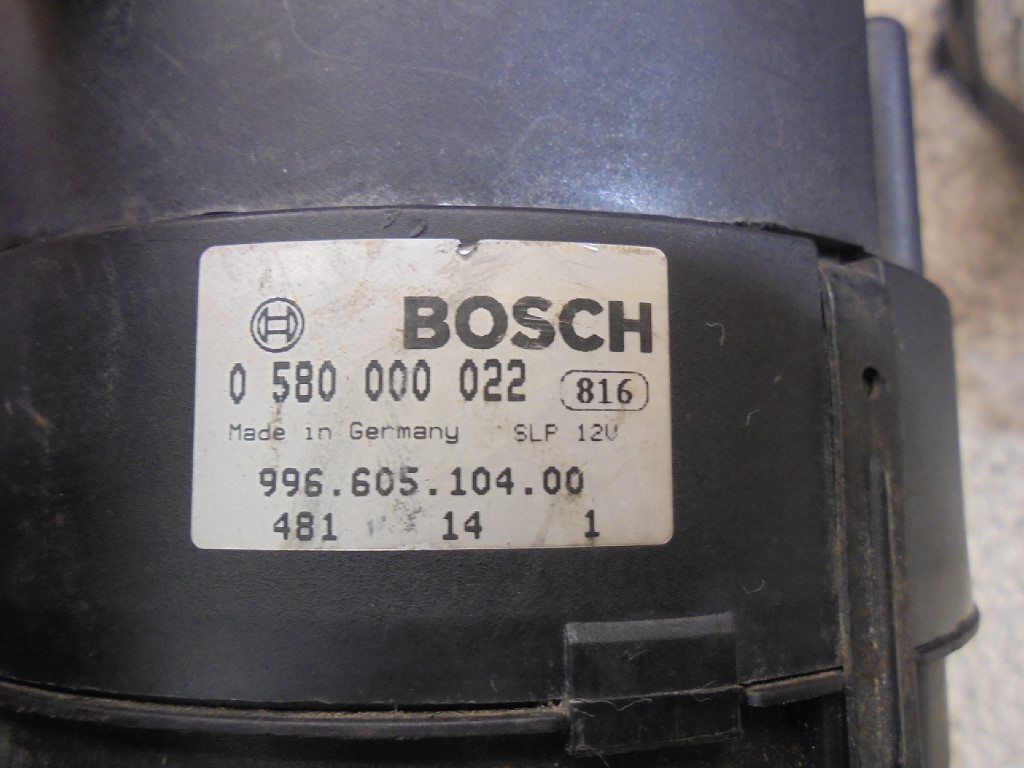 BOSCH
0 580 000 022 816
Made in Germany SLP 12V
996.605.104.00
481 14 1